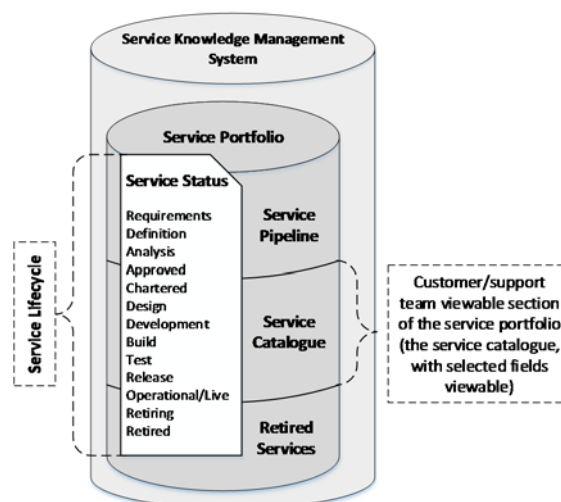 Service Knowledge Management
System
Service Portfolio
Service Status
Requirements
Definition
Analysis
Approved
Chartered
Design
Development
Build
Test
Release
Operational/Live
Retiring
Retired
Service
Pipeline
Service
Catalogue
Retired
Services
Service Lifecycle
Customer/support
team viewable section
of the service portfolio
(the service catalogue,
with selected fields
viewable)